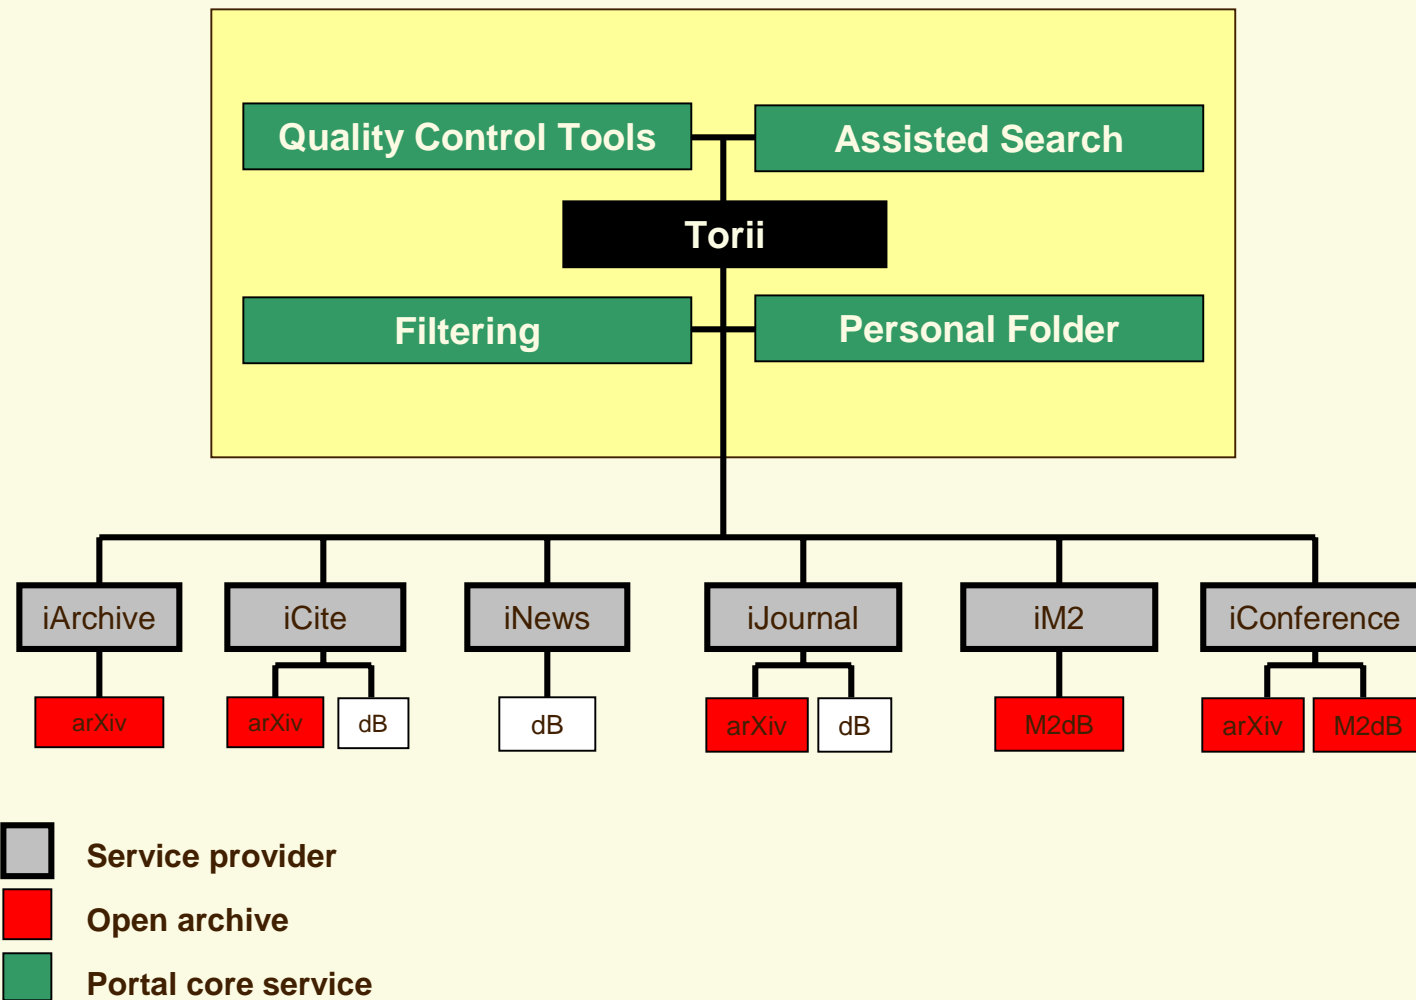 Quality Control Tools
Assisted Search
Torii
Filtering
Personal Folder
iArchive
iCite
iNews
iJournal
iM2
iConference
arXiv
arXiv
dB
dB
arXiv
dB
M2dB
arXiv
M2dB
Service provider
Open archive
Portal core service